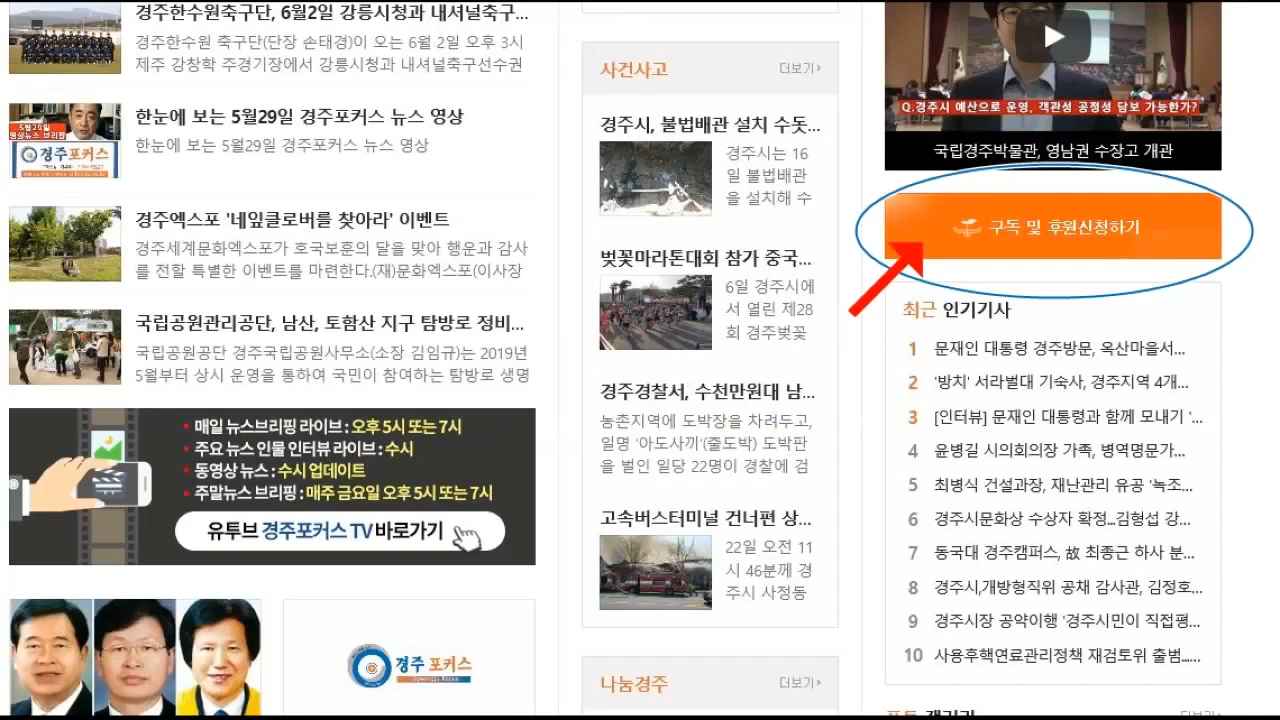 경주한수원축구단, 6월2일 강릉시청과 내셔널축구...
경주한수원 축구단(단장 손태경)이 오는 6월 2일 오후 3시
제주 강창학 주경기장에서 강릉시청과 내셔널축구선수권
5월29일
영상뉴스 브리핑
경주포커스
한눈에 보는 5월29일 경주포커스 뉴스 영상
한눈에 보는 5월29일 경주포커스 뉴스 영상
경주엑스포 '네잎클로버를 찾아라' 이벤트
경주세계문화엑스포가 호국보훈의 달을 맞아 행운과 감사
를 전할 특별한 이벤트를 마련한다.(재)문화엑스포(이사장
국립공원관리공단, 남산, 토함산 지구 탐방로 정비...
국립공원공단 경주국립공원사무소(소장 김임규)는 2019년
5월부터 상시 운영을 통하여 국민이 참여하는 탐방로 생명
매일 뉴스브리핑 라이브 : 오후 5시 또는 7시
주요 뉴스 인물 인터뷰 라이브 : 수시
동영상 뉴스 : 수시 업데이트
주말뉴스 브리핑 : 매주 금요일 오후 5시 또는 7시
유투브 경주포커스 TV 바로가기
경주 포커스
Gyeongju Focus
사건사고 더보기
경주시, 불법배관 설치 수돗...
경주시는 16
일 불법배관
을 설치해 수
벚꽃마라톤대회 참가 중국...
6일 경주시에
서 열린 제28
회 경주벚꽃
경주경찰서, 수천만원대 남...
농촌지역에 도박장을 차려두고,
일명 ‘아도사끼’(줄도박) 도박판
을 벌인 일당 22명이 경찰에 검
고속버스터미널 건너편 상...
22일 오전 11
시 46분께 경
주시 사정동
나눔경주 더보기
Q.경주시 예산으로 운영, 객관성 공정성 담보 가능한가?
국립경주박물관, 영남권 수장고 개관
구독 및 후원신청하기
최근 인기기사
1 문재인 대통령 경주방문, 옥산마을서...
2 '방치' 서라벌대 기숙사, 경주지역 4개...
3 [인터뷰] 문재인 대통령과 함께 모내기 '...
4 윤병길 시의회의장 가족, 병역명문가...
5 최병식 건설과장, 재난관리 유공 '녹조...
6 경주시문화상 수상자 확정...김형섭 강...
7 동국대 경주캠퍼스, 故 최종근 하사 분...
8 경주시,개방형직위 공채 감사관, 김정호...
9 경주시장 공약이행 '경주시민이 직접평...
10 사용후핵연료관리정책 재검토위 출범......